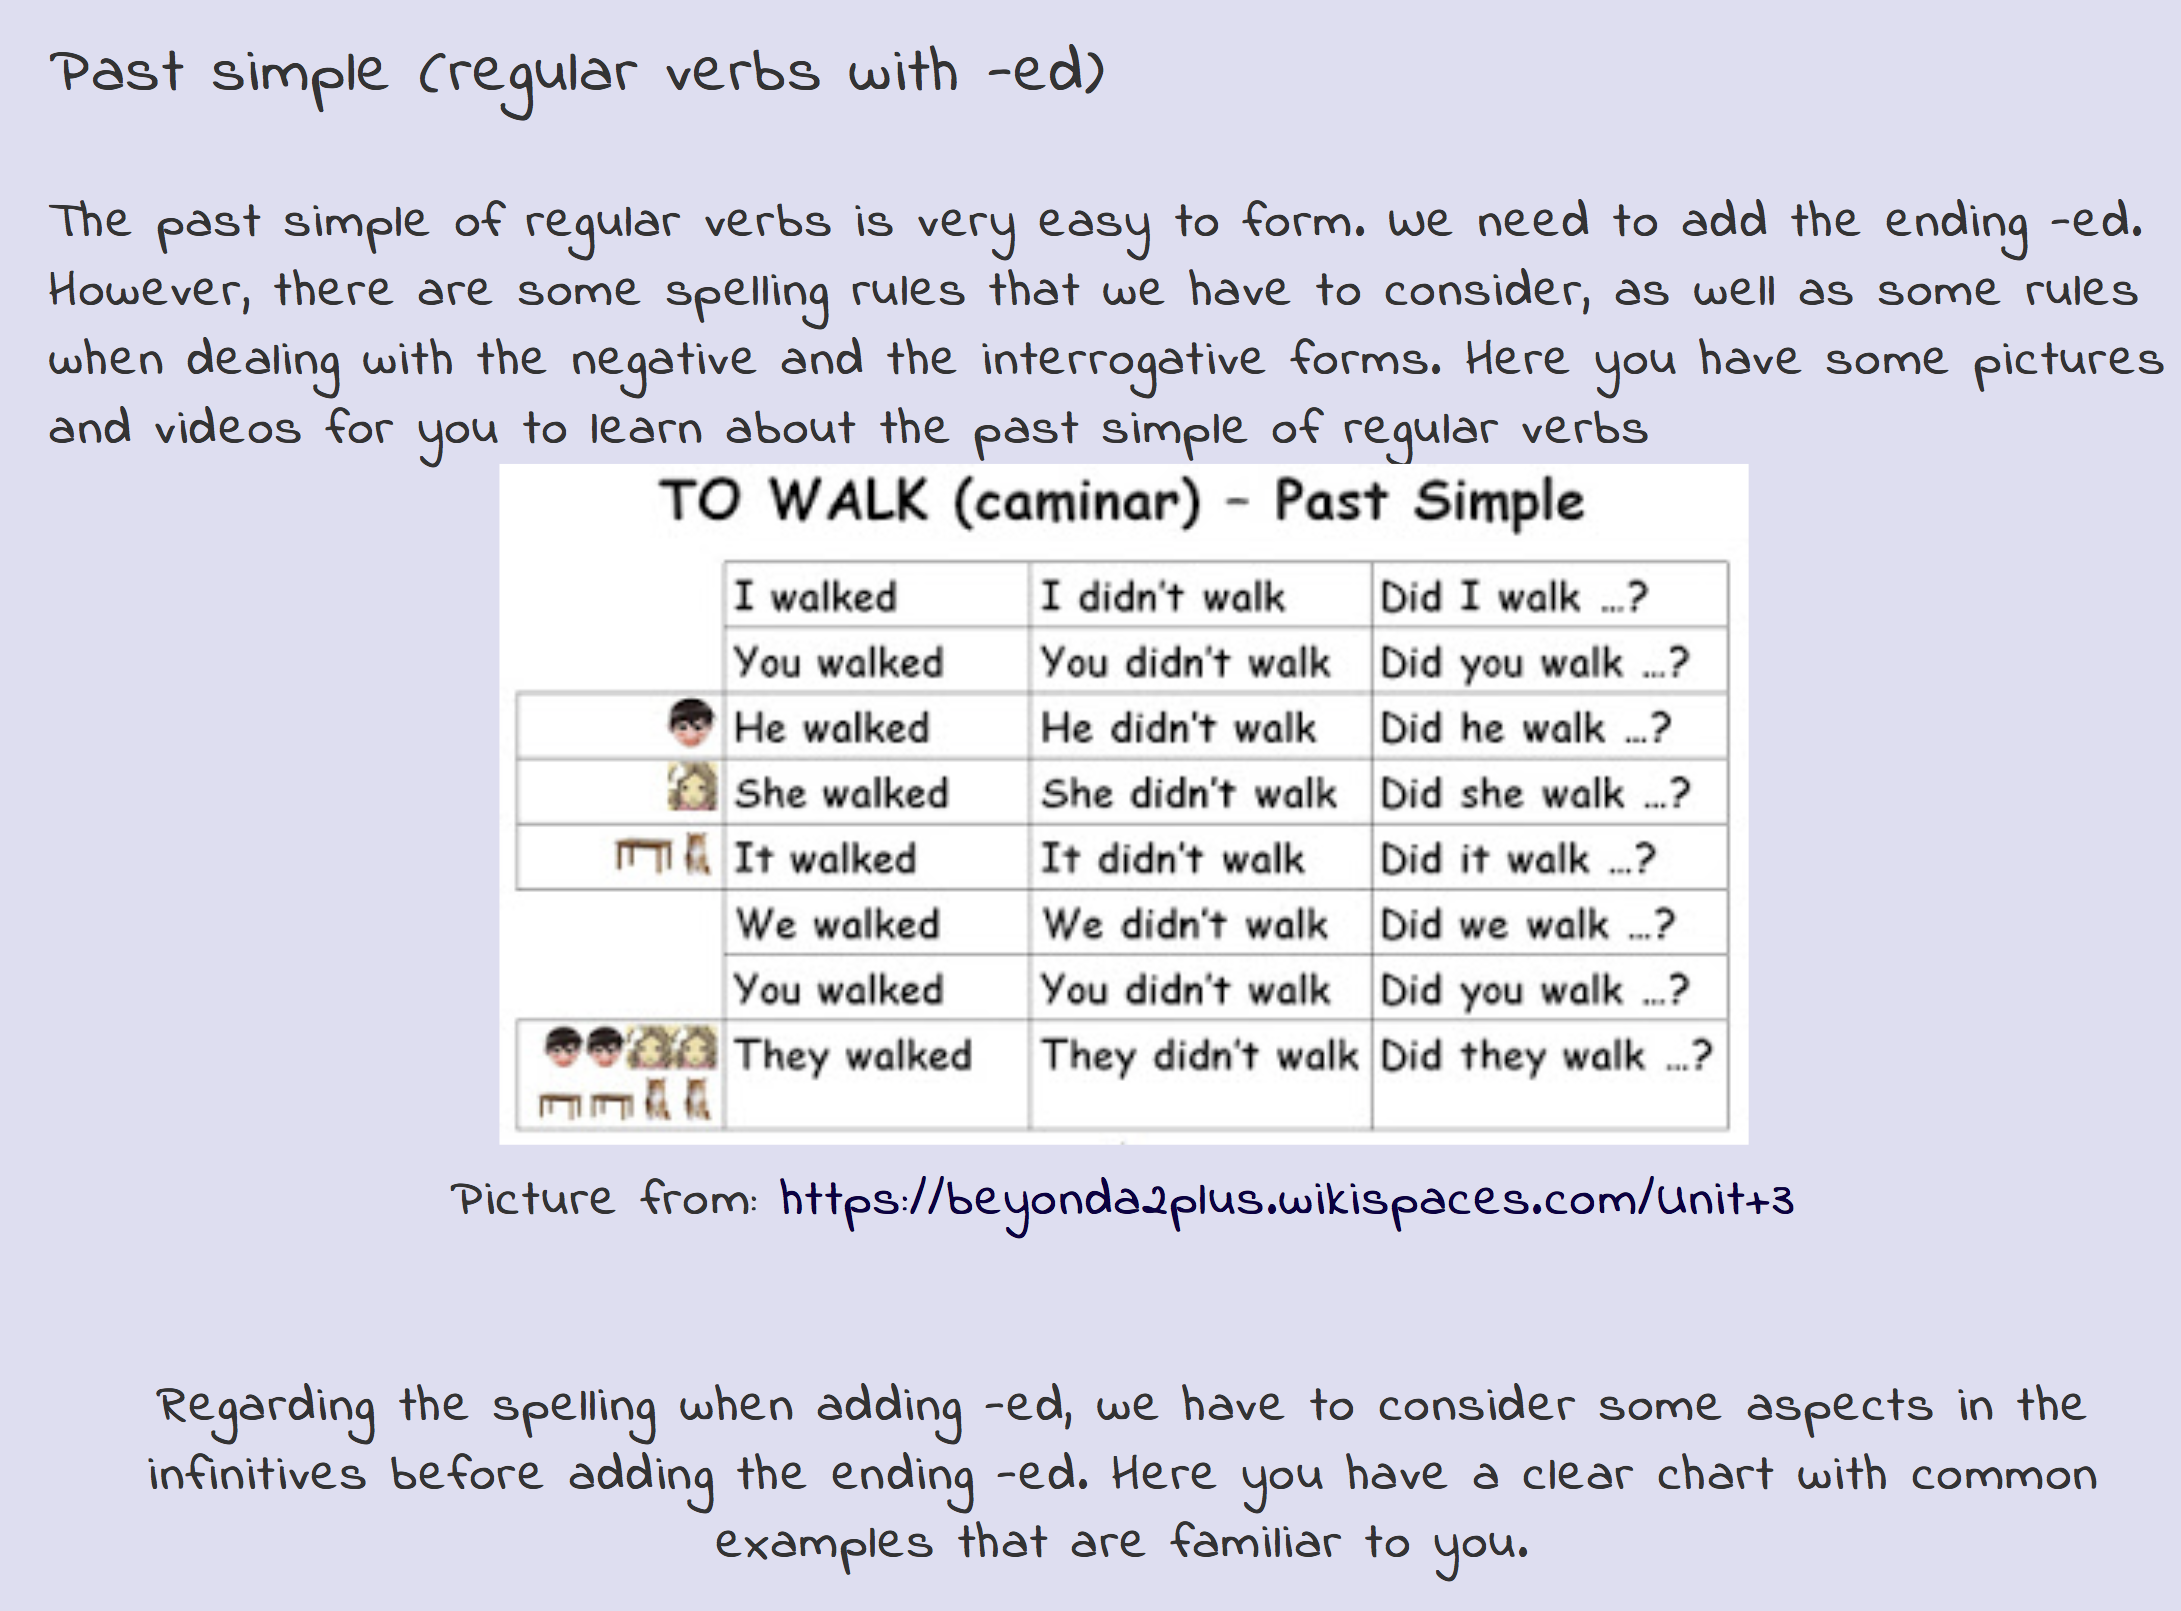 Past simple (regular verbs with -ed)
The past simple of regular verbs is very easy to form. We need to add the ending -ed.
However, there are some spelling rules that we have to consider, as well as some rules
when dealing with the negative and the interrogative forms. Here you have some pictures
and videos for you to learn about the past simple of regular verbs
TO WALK (caminar) - Past Simple
I walked I didn't walk Did I walk ...?
You walked You didn't walk Did you walk ...?
He walked He didn't walk Did he walk ...?
She walked She didn't walk Did she walk ...?
It walked It didn't walk Did it walk ...?
We walked We didn't walk Did we walk ...?
You walked You didn't walk Did you walk ...?
They walked They didn't walk Did they walk ...?
Picture from: https://beyonda2plus.wikispaces.com/Unit+3
Regarding the spelling when adding -ed, we have to consider some aspects in the
infinitives before adding the ending -ed. Here you have a clear chart with common
examples that are familiar to you.